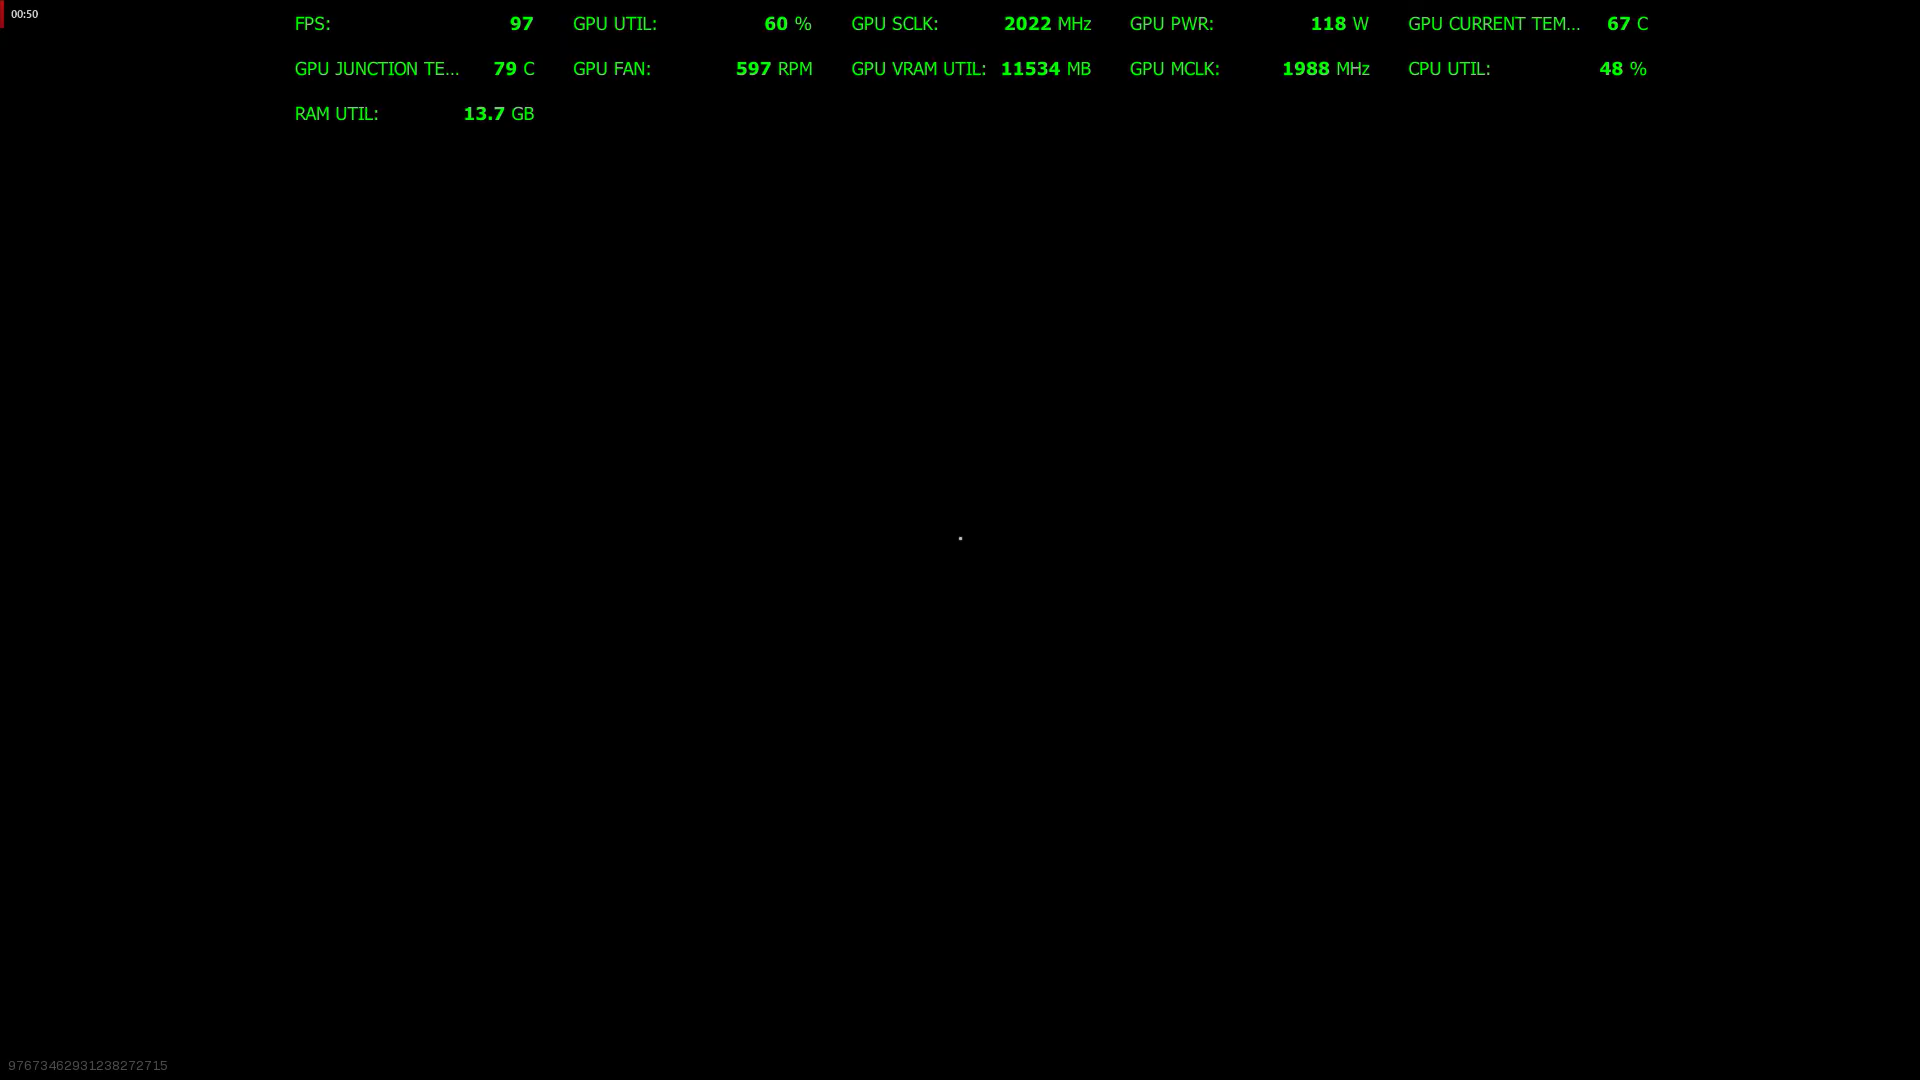 00:50
FPS: 97 GPU UTIL: 60 % GPU SCLK: 2022 MHz GPU PWR: 118 W GPU CURRENT TEM... 67 C
GPU JUNCTION TE... 79 C GPU FAN: 597 RPM GPU VRAM UTIL: 11534 MB GPU MCLK: 1988 MHz CPU UTIL: 48 %
RAM UTIL: 13.7 GB
97673462931238272715